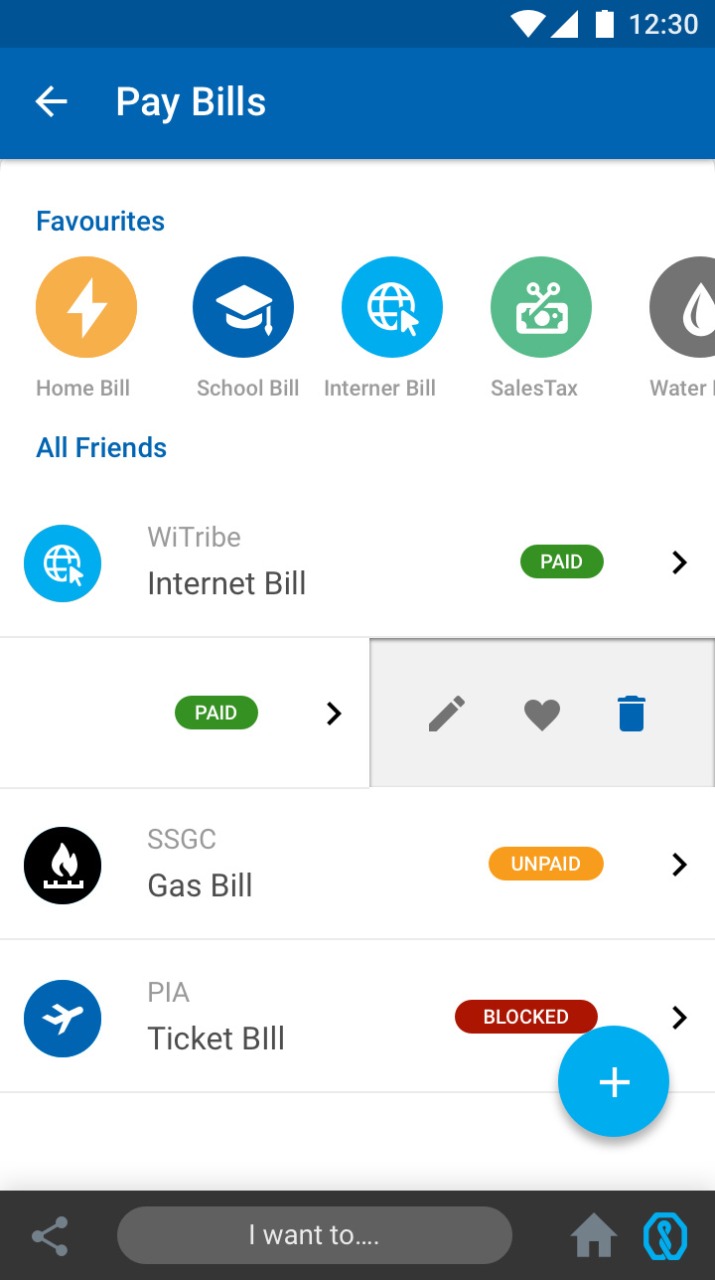 12:30
Pay Bills
Favourites
Home Bill School Bill Interner Bill SalesTax Water
All Friends
WiTribe
Internet Bill
PAID
PAID
SSGC
Gas Bill
UNPAID
PIA
Ticket BIll
BLOCKED
I want to....